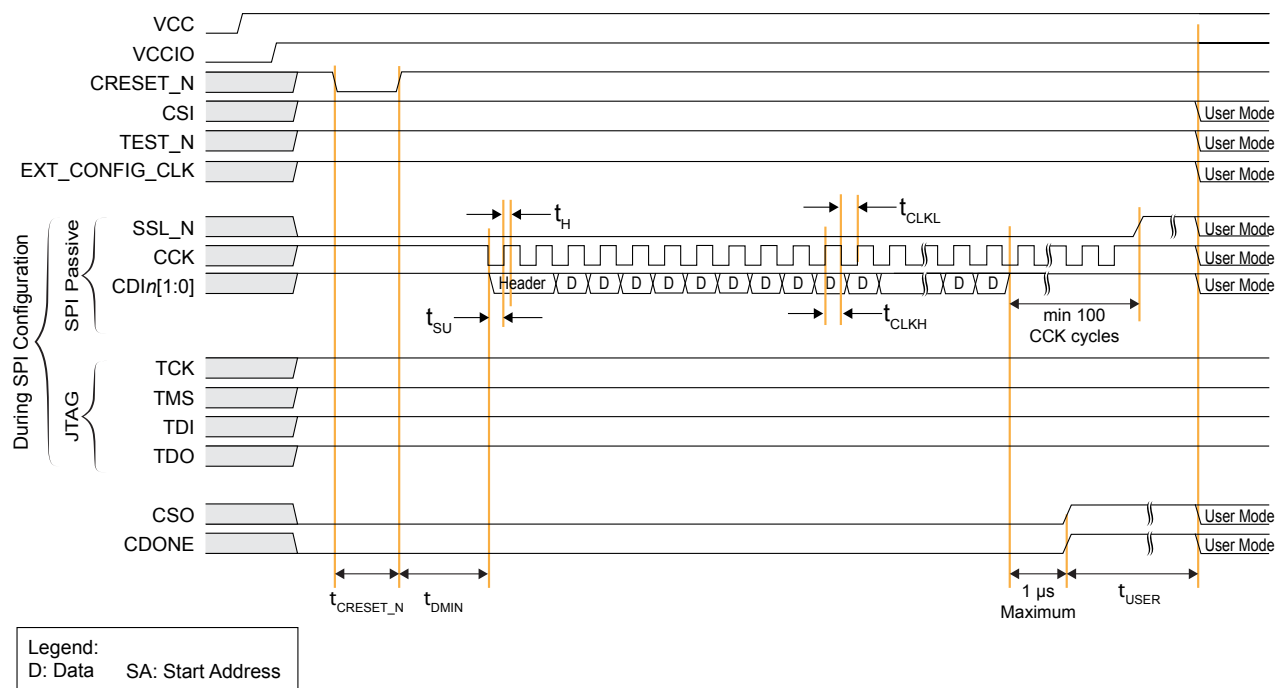 VCC
VCCIO
CRESET_N
CSI
User Mode
TEST_N
User Mode
EXT_CONFIG_CLK
User Mode
During SPI Configuration
SPI Passive
tH
tCLKL
SSL_N
User Mode
CCK
User Mode
CDIn[1:0]
Header D D D D D D D D D D D D
User Mode
tSU
tCLKH
min 100
CCK cycles
JTAG
TCK
TMS
TDI
TDO
CSO
User Mode
CDONE
User Mode
tCRESET_N
tDMIN
1 µs
Maximum
tUSER
Legend:
D: Data SA: Start Address